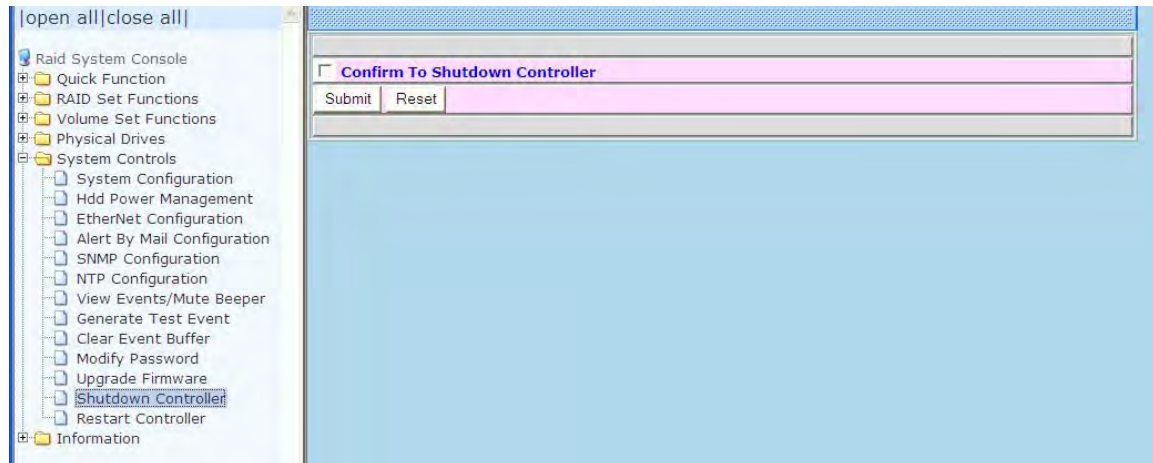 |open all|close all|
Raid System Console
Quick Function
RAID Set Functions
Volume Set Functions
Physical Drives
System Controls
System Configuration
Hdd Power Management
EtherNet Configuration
Alert By Mail Configuration
SNMP Configuration
NTP Configuration
View Events/Mute Beeper
Generate Test Event
Clear Event Buffer
Modify Password
Upgrade Firmware
Shutdown Controller
Restart Controller
Information
Confirm To Shutdown Controller
Submit Reset